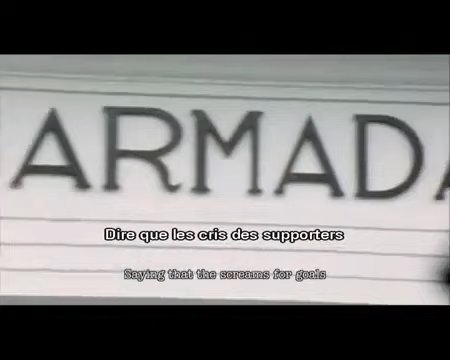 ARMADA
Dire que les cris des supporters
Saying that the screams for goals